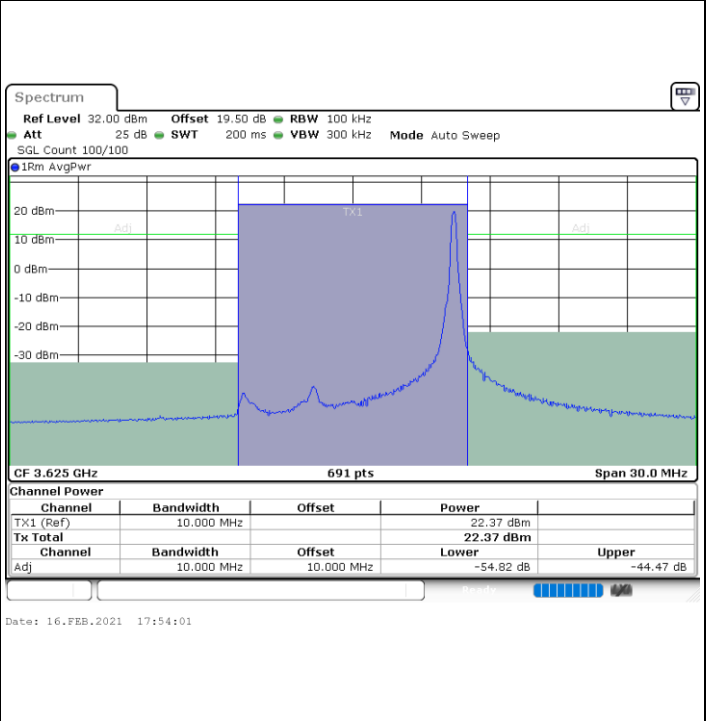 Spectrum
Ref Level 32.00 dBm Offset 19.50 dB RBW 100 kHz
Att 25 dB SWT 200 ms VBW 300 kHz Mode Auto Sweep
SGL Count 100/100
1Rm AvgPwr
TX1
20 dBm
Adj Adj
10 dBm
0 dBm
-10 dBm
-20 dBm
-30 dBm
CF 3.625 GHz 691 pts Span 30.0 MHz
Channel Power
Channel Bandwidth Offset Power
TX1 (Ref) 10.000 MHz 22.37 dBm
Tx Total 22.37 dBm
Channel Bandwidth Offset Lower Upper
Adj 10.000 MHz 10.000 MHz -54.82 dB -44.47 dB
Ready
Date: 16.FEB.2021 17:54:01